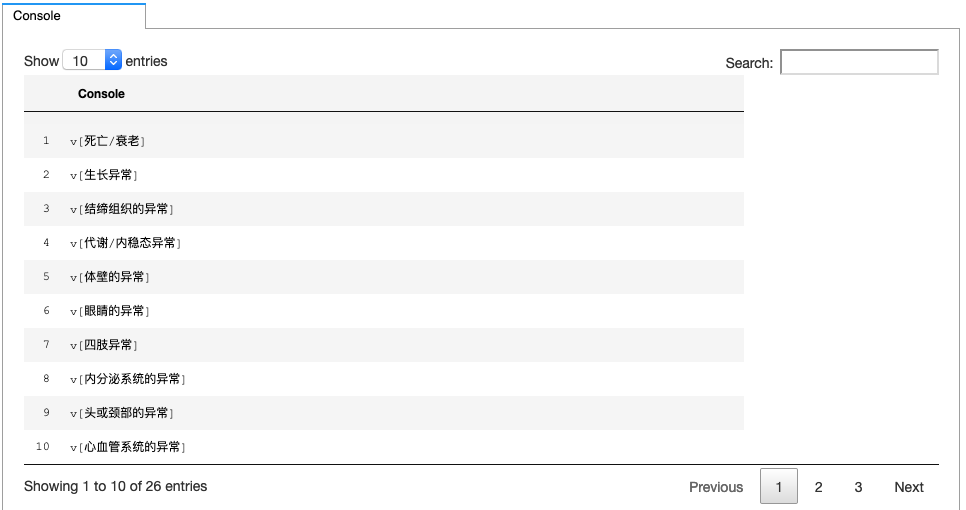 Console
Show 10 entries
Search:
Console
1 v[死亡/衰老]
2 v[生长异常]
3 v[结缔组织的异常]
4 v[代谢/内稳态异常]
5 v[体壁的异常]
6 v[眼睛的异常]
7 v[四肢异常]
8 v[内分泌系统的异常]
9 v[头或颈部的异常]
10 v[心血管系统的异常]
Showing 1 to 10 of 26 entries
Previous 1 2 3 Next